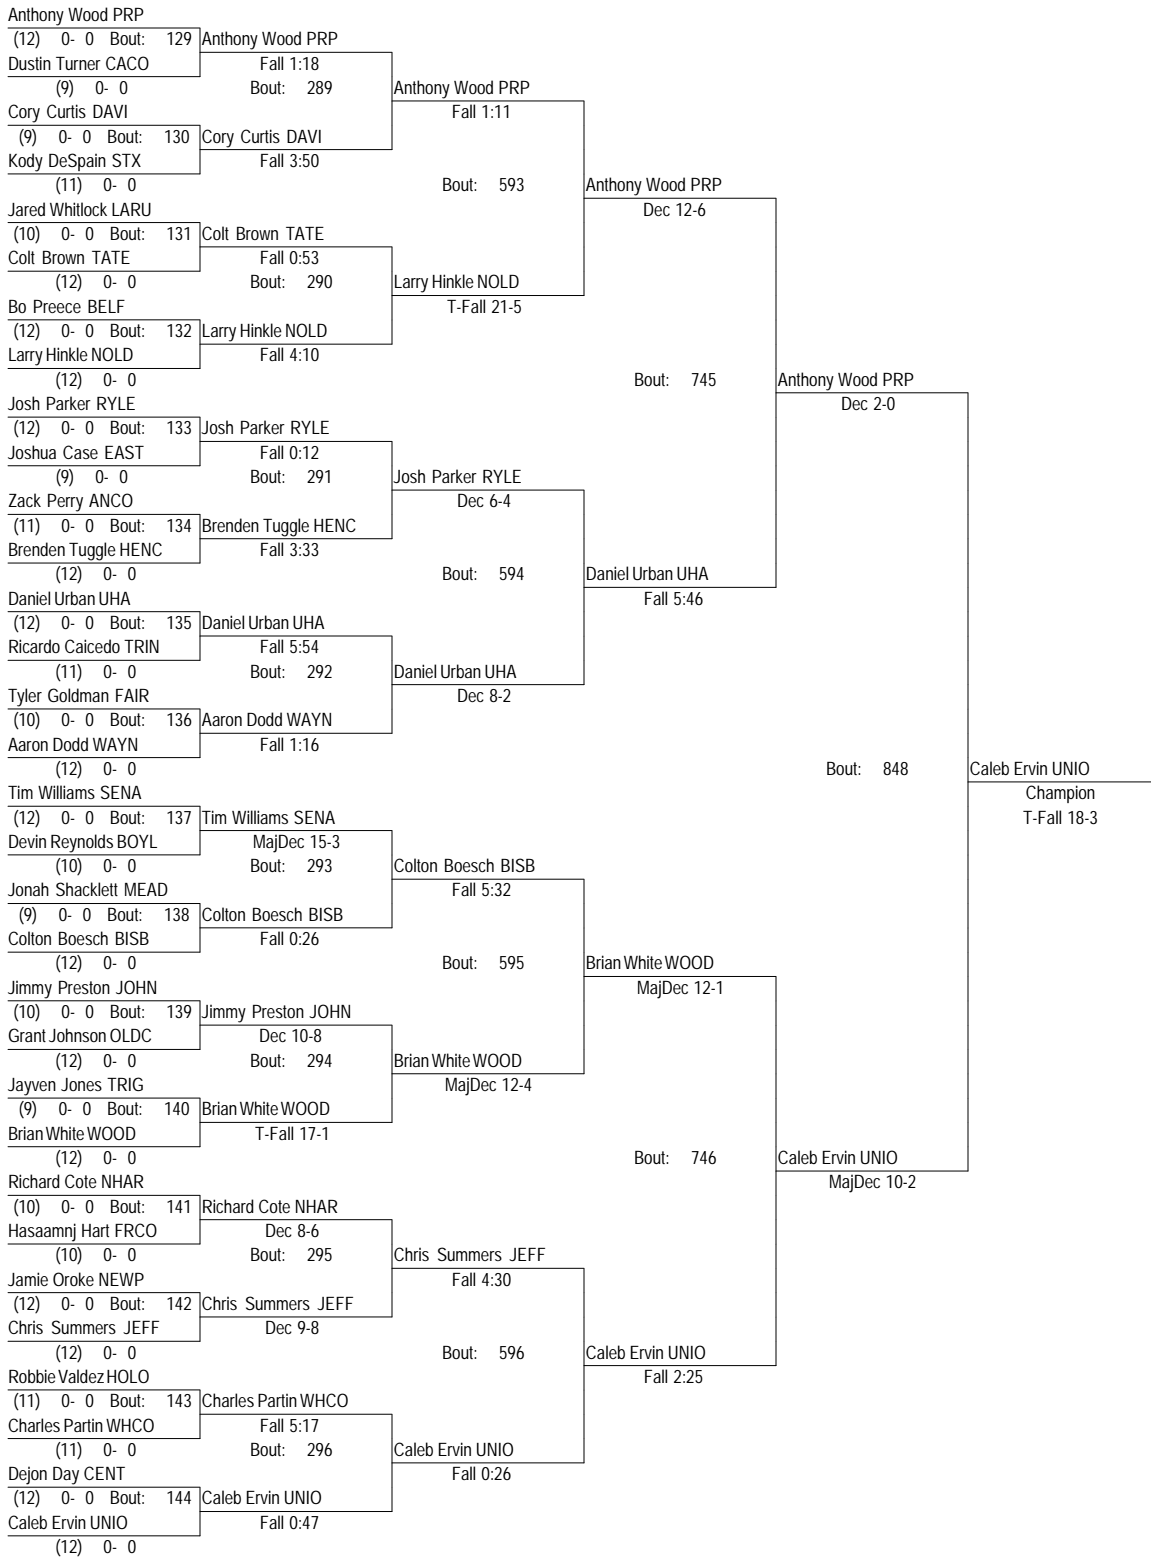 Anthony Wood PRP
(12) 0- 0 Bout: 129 Anthony Wood PRP
Dustin Turner CACO Fall 1:18
(9) 0- 0 Bout: 289 Anthony Wood PRP
Cory Curtis DAVI Fall 1:11
(9) 0- 0 Bout: 130 Cory Curtis DAVI
Kody DeSpain STX Fall 3:50
(11) 0- 0 Bout: 593 Anthony Wood PRP
Jared Whitlock LARU Dec 12-6
(10) 0- 0 Bout: 131 Colt Brown TATE
Colt Brown TATE Fall 0:53
(12) 0- 0 Bout: 290 Larry Hinkle NOLD
Bo Preece BELF T-Fall 21-5
(12) 0- 0 Bout: 132 Larry Hinkle NOLD
Larry Hinkle NOLD Fall 4:10
(12) 0- 0 Bout: 745 Anthony Wood PRP
Josh Parker RYLE Dec 2-0
(12) 0- 0 Bout: 133 Josh Parker RYLE
Joshua Case EAST Fall 0:12
(9) 0- 0 Bout: 291 Josh Parker RYLE
Zack Perry ANCO Dec 6-4
(11) 0- 0 Bout: 134 Brenden Tuggle HENC
Brenden Tuggle HENC Fall 3:33
(12) 0- 0 Bout: 594 Daniel Urban UHA
Daniel Urban UHA Fall 5:46
(12) 0- 0 Bout: 135 Daniel Urban UHA
Ricardo Caicedo TRIN Fall 5:54
(11) 0- 0 Bout: 292 Daniel Urban UHA
Tyler Goldman FAIR Dec 8-2
(10) 0- 0 Bout: 136 Aaron Dodd WAYN
Aaron Dodd WAYN Fall 1:16
(12) 0- 0 Bout: 848 Caleb Ervin UNIO
Tim Williams SENA Champion
(12) 0- 0 Bout: 137 Tim Williams SENA T-Fall 18-3
Devin Reynolds BOYL MajDec 15-3
(10) 0- 0 Bout: 293 Colton Boesch BISB
Jonah Shacklett MEAD Fall 5:32
(9) 0- 0 Bout: 138 Colton Boesch BISB
Colton Boesch BISB Fall 0:26
(12) 0- 0 Bout: 595 Brian White WOOD
Jimmy Preston JOHN MajDec 12-1
(10) 0- 0 Bout: 139 Jimmy Preston JOHN
Grant Johnson OLDC Dec 10-8
(12) 0- 0 Bout: 294 Brian White WOOD
Jayven Jones TRIG MajDec 12-4
(9) 0- 0 Bout: 140 Brian White WOOD
Brian White WOOD T-Fall 17-1
(12) 0- 0 Bout: 746 Caleb Ervin UNIO
Richard Cote NHAR MajDec 10-2
(10) 0- 0 Bout: 141 Richard Cote NHAR
Hasaamnj Hart FRCO Dec 8-6
(10) 0- 0 Bout: 295 Chris Summers JEFF
Jamie Oroke NEWP Fall 4:30
(12) 0- 0 Bout: 142 Chris Summers JEFF
Chris Summers JEFF Dec 9-8
(12) 0- 0 Bout: 596 Caleb Ervin UNIO
Robbie Valdez HOLO Fall 2:25
(11) 0- 0 Bout: 143 Charles Partin WHCO
Charles Partin WHCO Fall 5:17
(11) 0- 0 Bout: 296 Caleb Ervin UNIO
Dejon Day CENT Fall 0:26
(12) 0- 0 Bout: 144 Caleb Ervin UNIO
Caleb Ervin UNIO Fall 0:47
(12) 0- 0